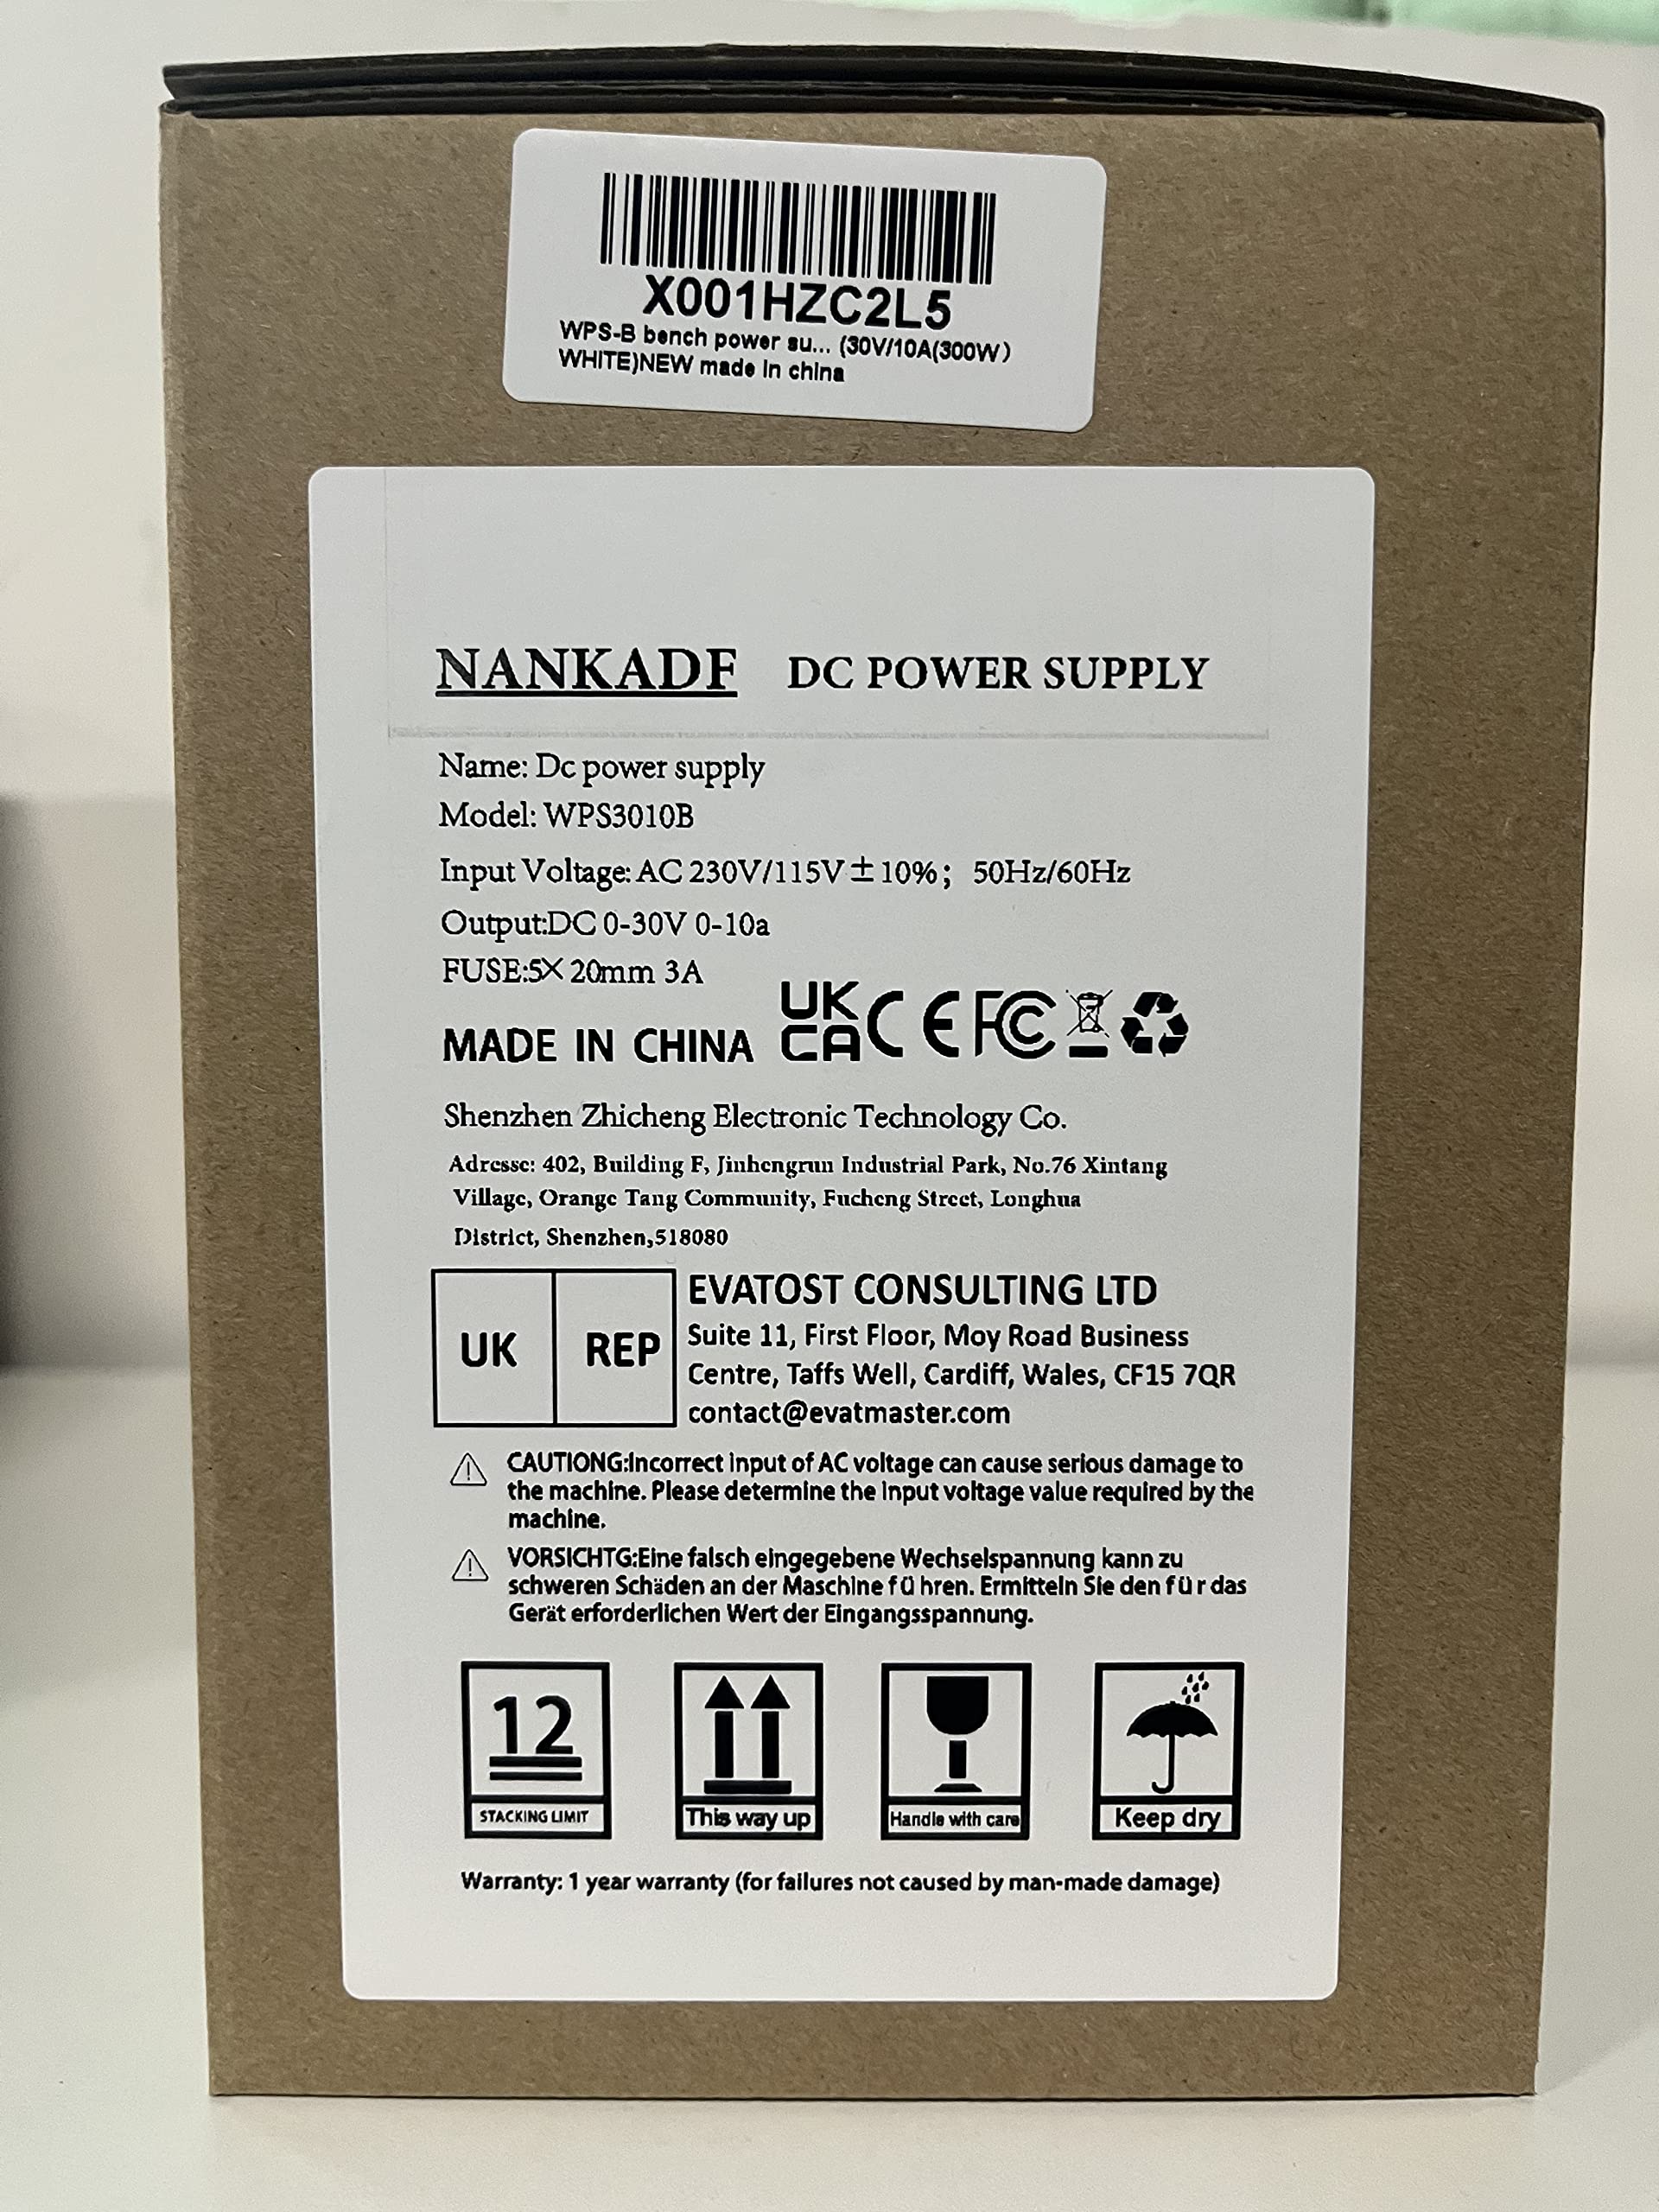 X001HZC2L5
WPS-B bench power su... (30V/10A(300W)
WHITE)NEW made in china
NANKADF DC POWER SUPPLY
Name: Dc power supply
Model: WPS3010B
Input Voltage: AC 230V/115V±10%; 50Hz/60Hz
Output:DC 0-30V 0-10a
FUSE:5X 20mm 3A
MADE IN CHINA UK CA CE FC
Shenzhen Zhicheng Electronic Technology Co.
Adresse: 402, Building F, Jinhengrun Industrial Park, No.76 Xintang
Village, Orange Tang Community, Fucheng Street, Longhua
District, Shenzhen,518080
UK REP
EVATOST CONSULTING LTD
Suite 11, First Floor, Moy Road Business
Centre, Taffs Well, Cardiff, Wales, CF15 7QR
contact@evatmaster.com
CAUTIONG:Incorrect input of AC voltage can cause serious damage to
the machine. Please determine the input voltage value required by the
machine.
VORSICHTG:Eine falsch eingegebene Wechselspannung kann zu
schweren Schäden an der Maschine fü hren. Ermitteln Sie den für das
Gerät erforderlichen Wert der Eingangsspannung.
12
STACKING LIMIT
This way up
Handle with care
Keep dry
Warranty: 1 year warranty (for failures not caused by man-made damage)